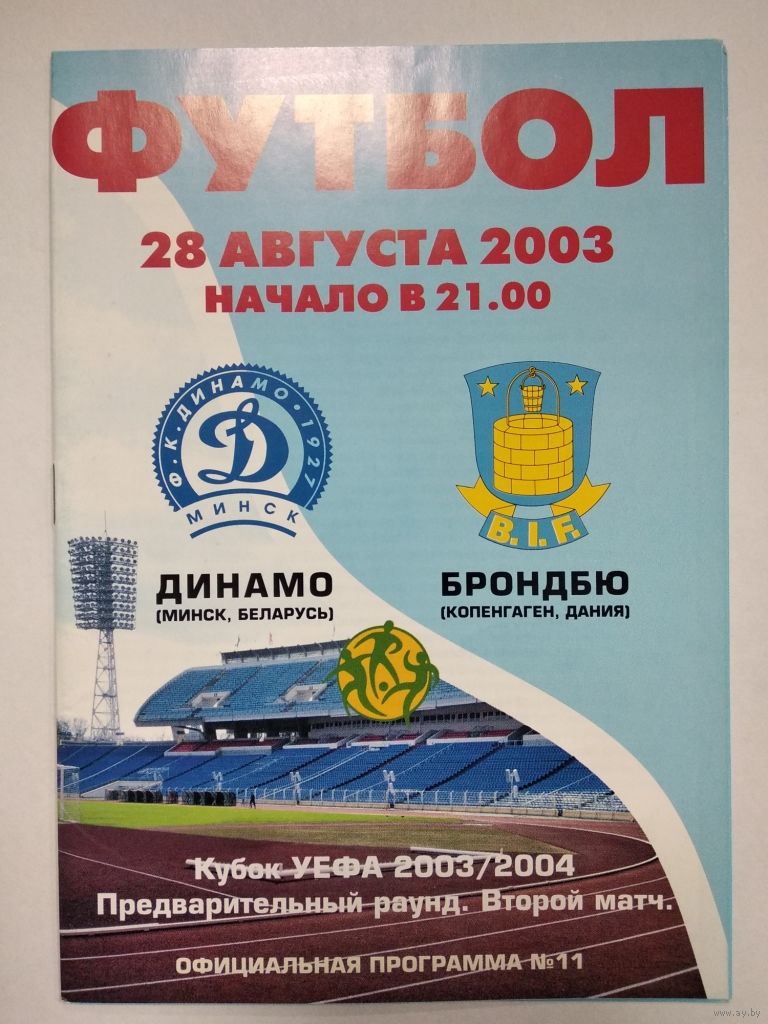 ФУТБОЛ
28 АВГУСТА 2003
НАЧАЛО В 21.00
Ф.К.ДИНАМО•1927
Д
МИНСК
B.I.F.
ДИНАМО
(МИНСК, БЕЛАРУСЬ)
БРОНДБЮ
(КОПЕНГАГЕН, ДАНИЯ)
Кубок УЕФА 2003/2004
Предварительный раунд. Второй матч.
ОФИЦИАЛЬНАЯ ПРОГРАММА №11
www.ay.by